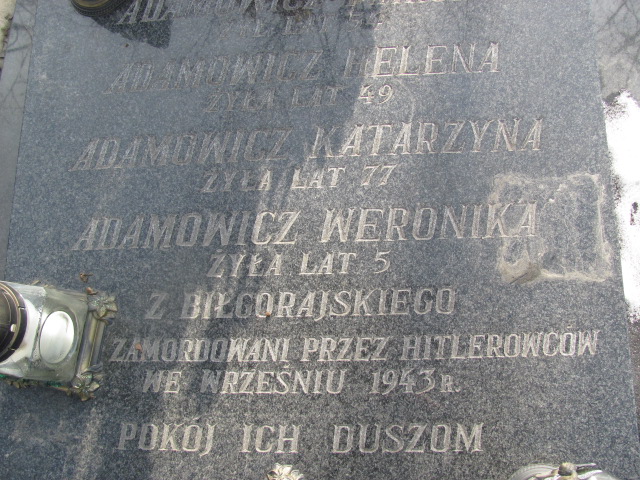 ADAMOWICZ
ADAMOWICZ HELENA
ŻYŁA LAT 49
ADAMOWICZ KATARZYNA
ŻYŁA LAT 77
ADAMOWICZ WERONIKA
ŻYŁA LAT 5
Z BIŁGORAJSKIEGO
ZAMORDOWANI PRZEZ HITLEROWCÓW
WE WRZEŚNIU 1943 R.
POKÓJ ICH DUSZOM